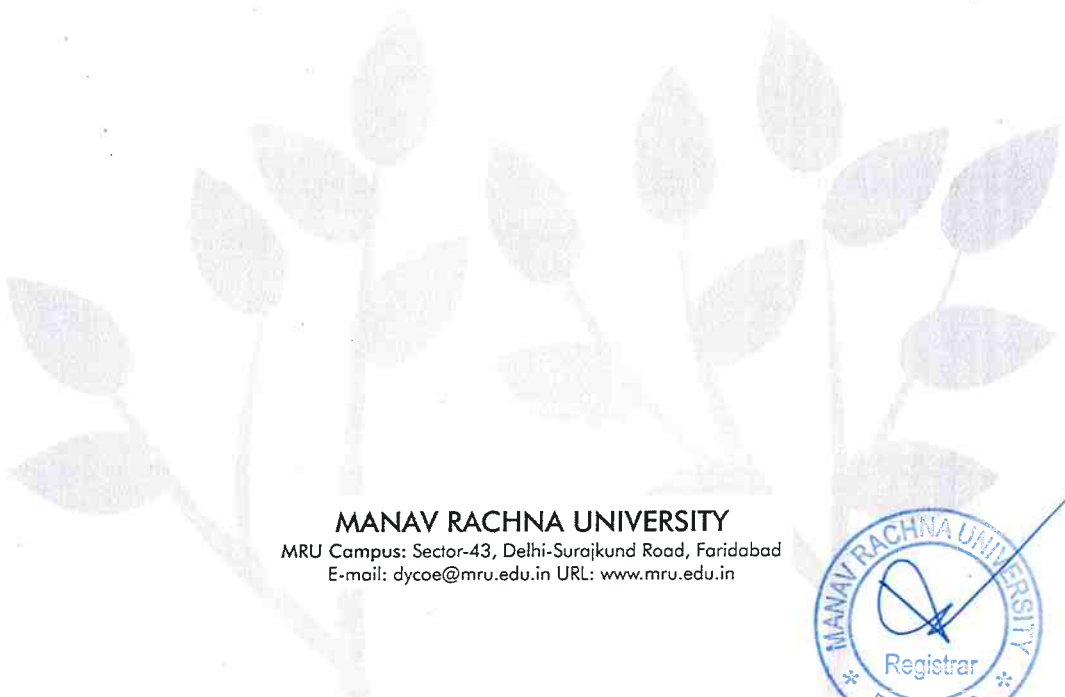 MANAV RACHNA UNIVERSITY
MRU Campus: Sector-43, Delhi-Surajkund Road, Faridabad
E-mail: dycoe@mru.edu.in URL: www.mru.edu.in
MANAV RACHNA UNIVERSITY
Registrar